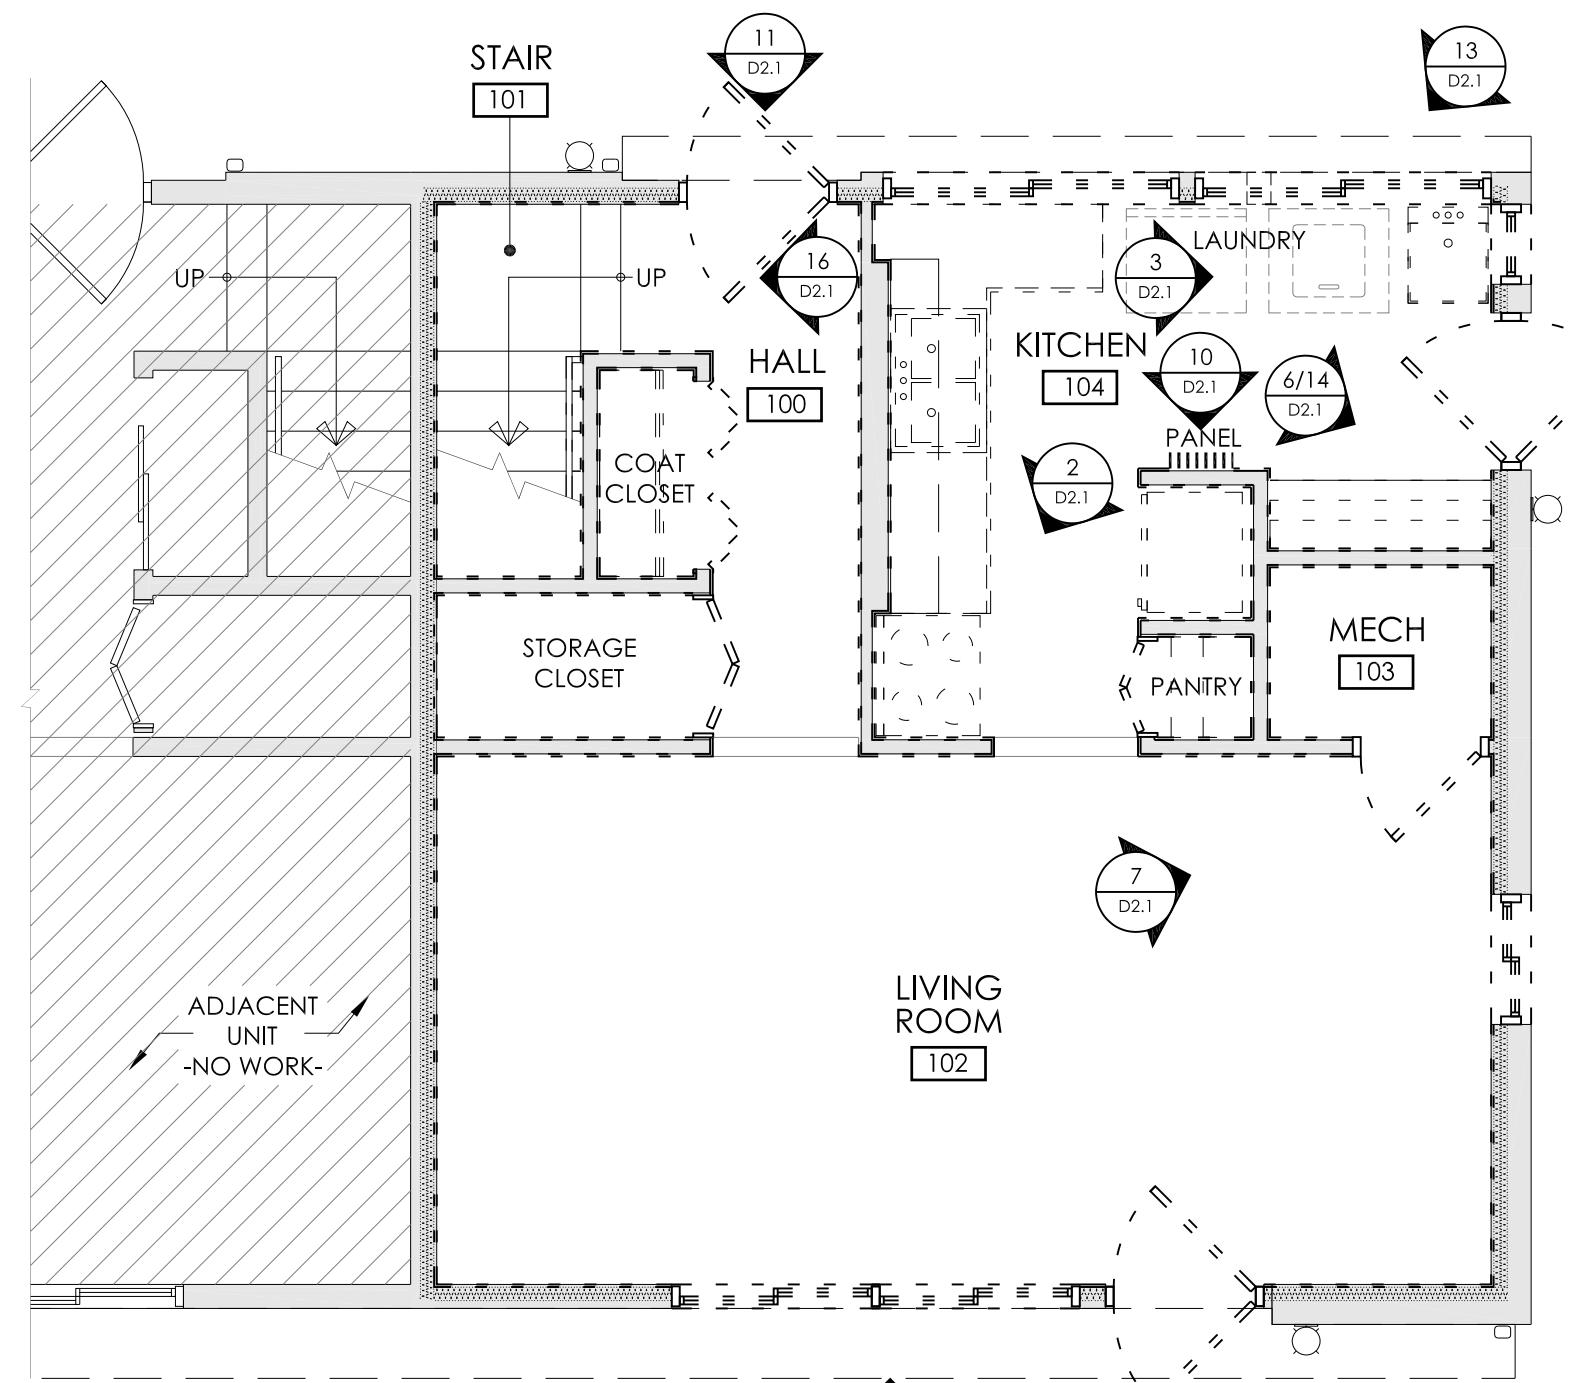 STAIR
101
11
D2.1
13
D2.1
UP
UP
16
D2.1
3
D2.1
LAUNDRY
HALL
100
KITCHEN
104
10
D2.1
6/14
D2.1
PANEL
COAT
CLOSET
2
D2.1
STORAGE
CLOSET
PANTRY
MECH
103
7
D2.1
LIVING
ROOM
102
ADJACENT
UNIT
-NO WORK-